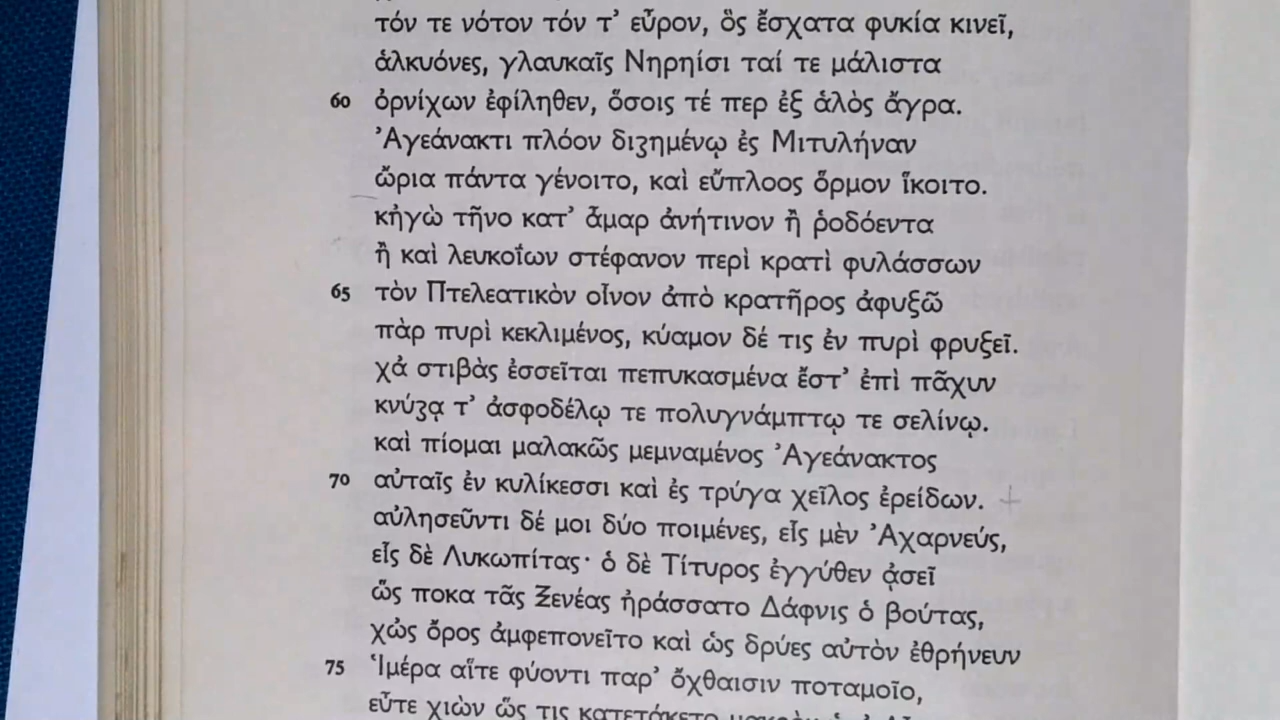 τόν τε νότον τόν τ’ εὖρον, ὃς ἔσχατα φυκία κινεῖ,
ἁλκυόνες, γλαυκαῖς Νηρηίσι ταί τε μάλιστα
60 ὀρνίχων ἐφίληθεν, ὅσοις τέ περ ἐξ ἁλὸς ἄγρα.
Ἀγεάνακτι πλόον διζημένῳ ἐς Μιτυλήναν
ὥρια πάντα γένοιτο, καὶ εὔπλοος ὅρμον ἵκοιτο.
κἠγὼ τῆνο κατ’ ἆμαρ ἀνήτινον ἢ ῥοδόεντα
ἢ καὶ λευκοΐων στέφανον περὶ κρατὶ φυλάσσων
65 τὸν Πτελεατικὸν οἶνον ἀπὸ κρατῆρος ἀφυξῶ
πὰρ πυρὶ κεκλιμένος, κύαμον δέ τις ἐν πυρὶ φρυξεῖ.
χἀ στιβὰς ἐσσεῖται πεπυκασμένα ἔστ’ ἐπὶ πᾶχυν
κνύζᾳ τ’ ἀσφοδέλῳ τε πολυγνάμπτῳ τε σελίνῳ.
καὶ πίομαι μαλακῶς μεμναμένος Ἀγεάνακτος
70 αὐταῖς ἐν κυλίκεσσι καὶ ἐς τρύγα χεῖλος ἐρείδων.
αὐλησεῦντι δέ μοι δύο ποιμένες, εἷς μὲν Ἀχαρνεύς,
εἷς δὲ Λυκωπίτας· ὁ δὲ Τίτυρος ἐγγύθεν ᾀσεῖ
ὥς ποκα τᾶς Ξενέας ἠράσσατο Δάφνις ὁ βούτας,
χὠς ὄρος ἀμφεπονεῖτο καὶ ὡς δρύες αὐτὸν ἐθρήνευν
75 Ἱμέρα αἵτε φύοντι παρ’ ὄχθαισιν ποταμοῖο,
εὖτε χιὼν ὥς τις κατετάκετο